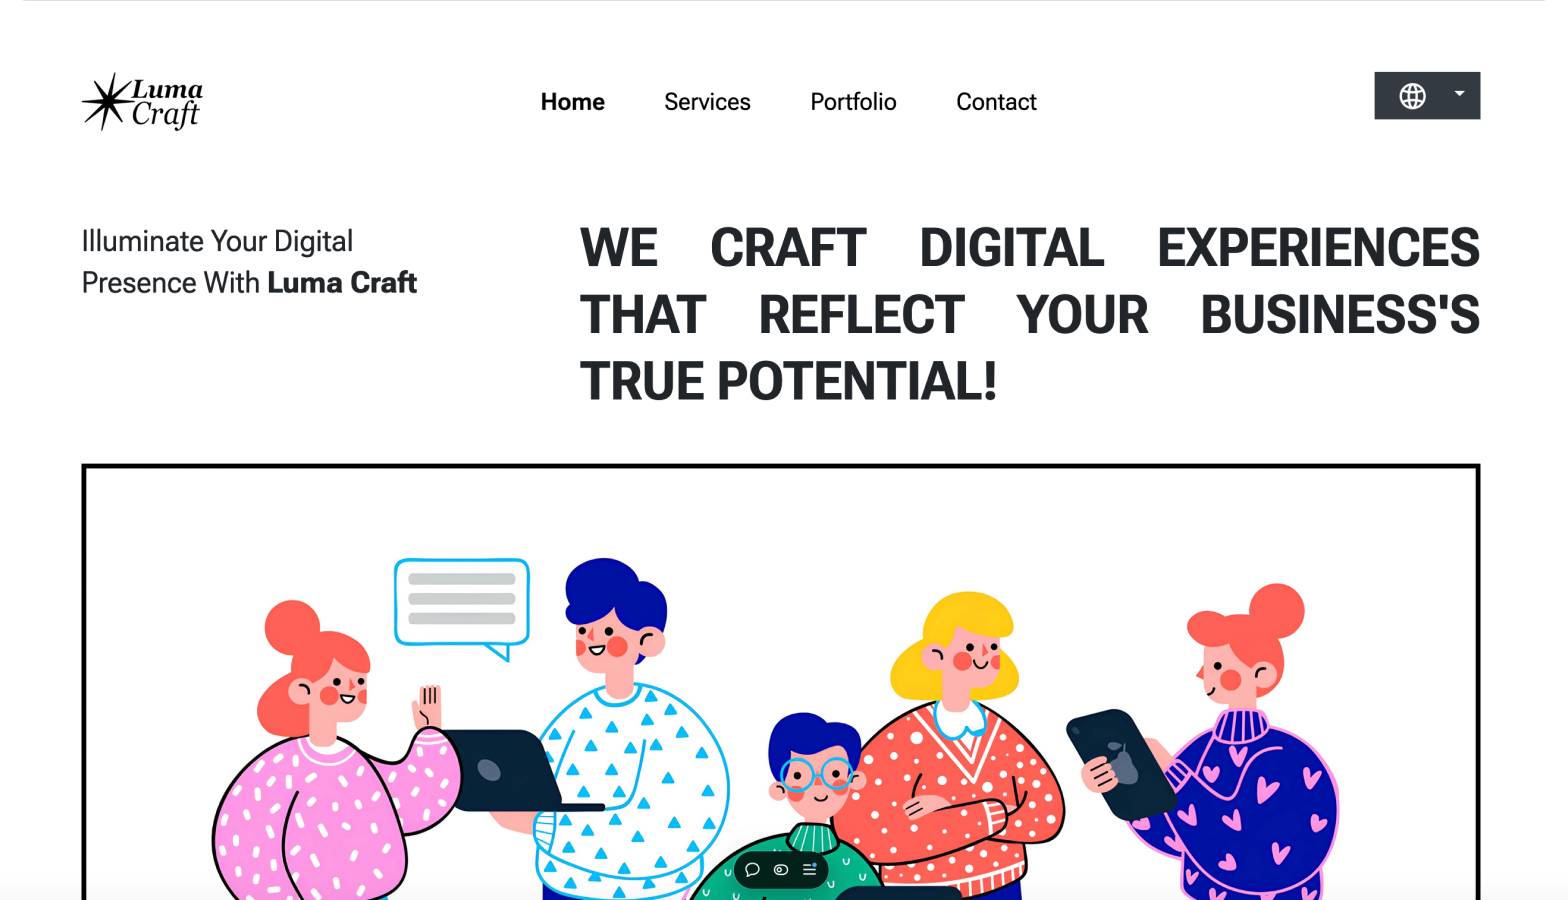 Luma
Craft
Home
Services
Portfolio
Contact
Illuminate Your Digital
Presence With Luma Craft
WE CRAFT DIGITAL EXPERIENCES
THAT REFLECT YOUR BUSINESS'S
TRUE POTENTIAL!